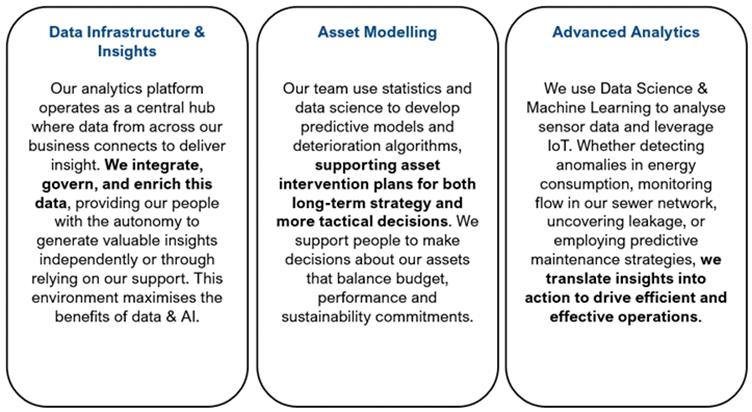 Data Infrastructure &
Insights
Our analytics platform
operates as a central hub
where data from across our
business connects to deliver
insight. We integrate,
govern, and enrich this
data, providing our people
with the autonomy to
generate valuable insights
independently or through
relying on our support. This
environment maximises the
benefits of data & AI.
Asset Modelling
Our team use statistics and
data science to develop
predictive models and
deterioration algorithms,
supporting asset
intervention plans for both
long-term strategy and
more tactical decisions. We
support people to make
decisions about our assets
that balance budget,
performance and
sustainability commitments.
Advanced Analytics
We use Data Science &
Machine Learning to analyse
sensor data and leverage
IoT. Whether detecting
anomalies in energy
consumption, monitoring
flow in our sewer network,
uncovering leakage, or
employing predictive
maintenance strategies, we
translate insights into
action to drive efficient and
effective operations.